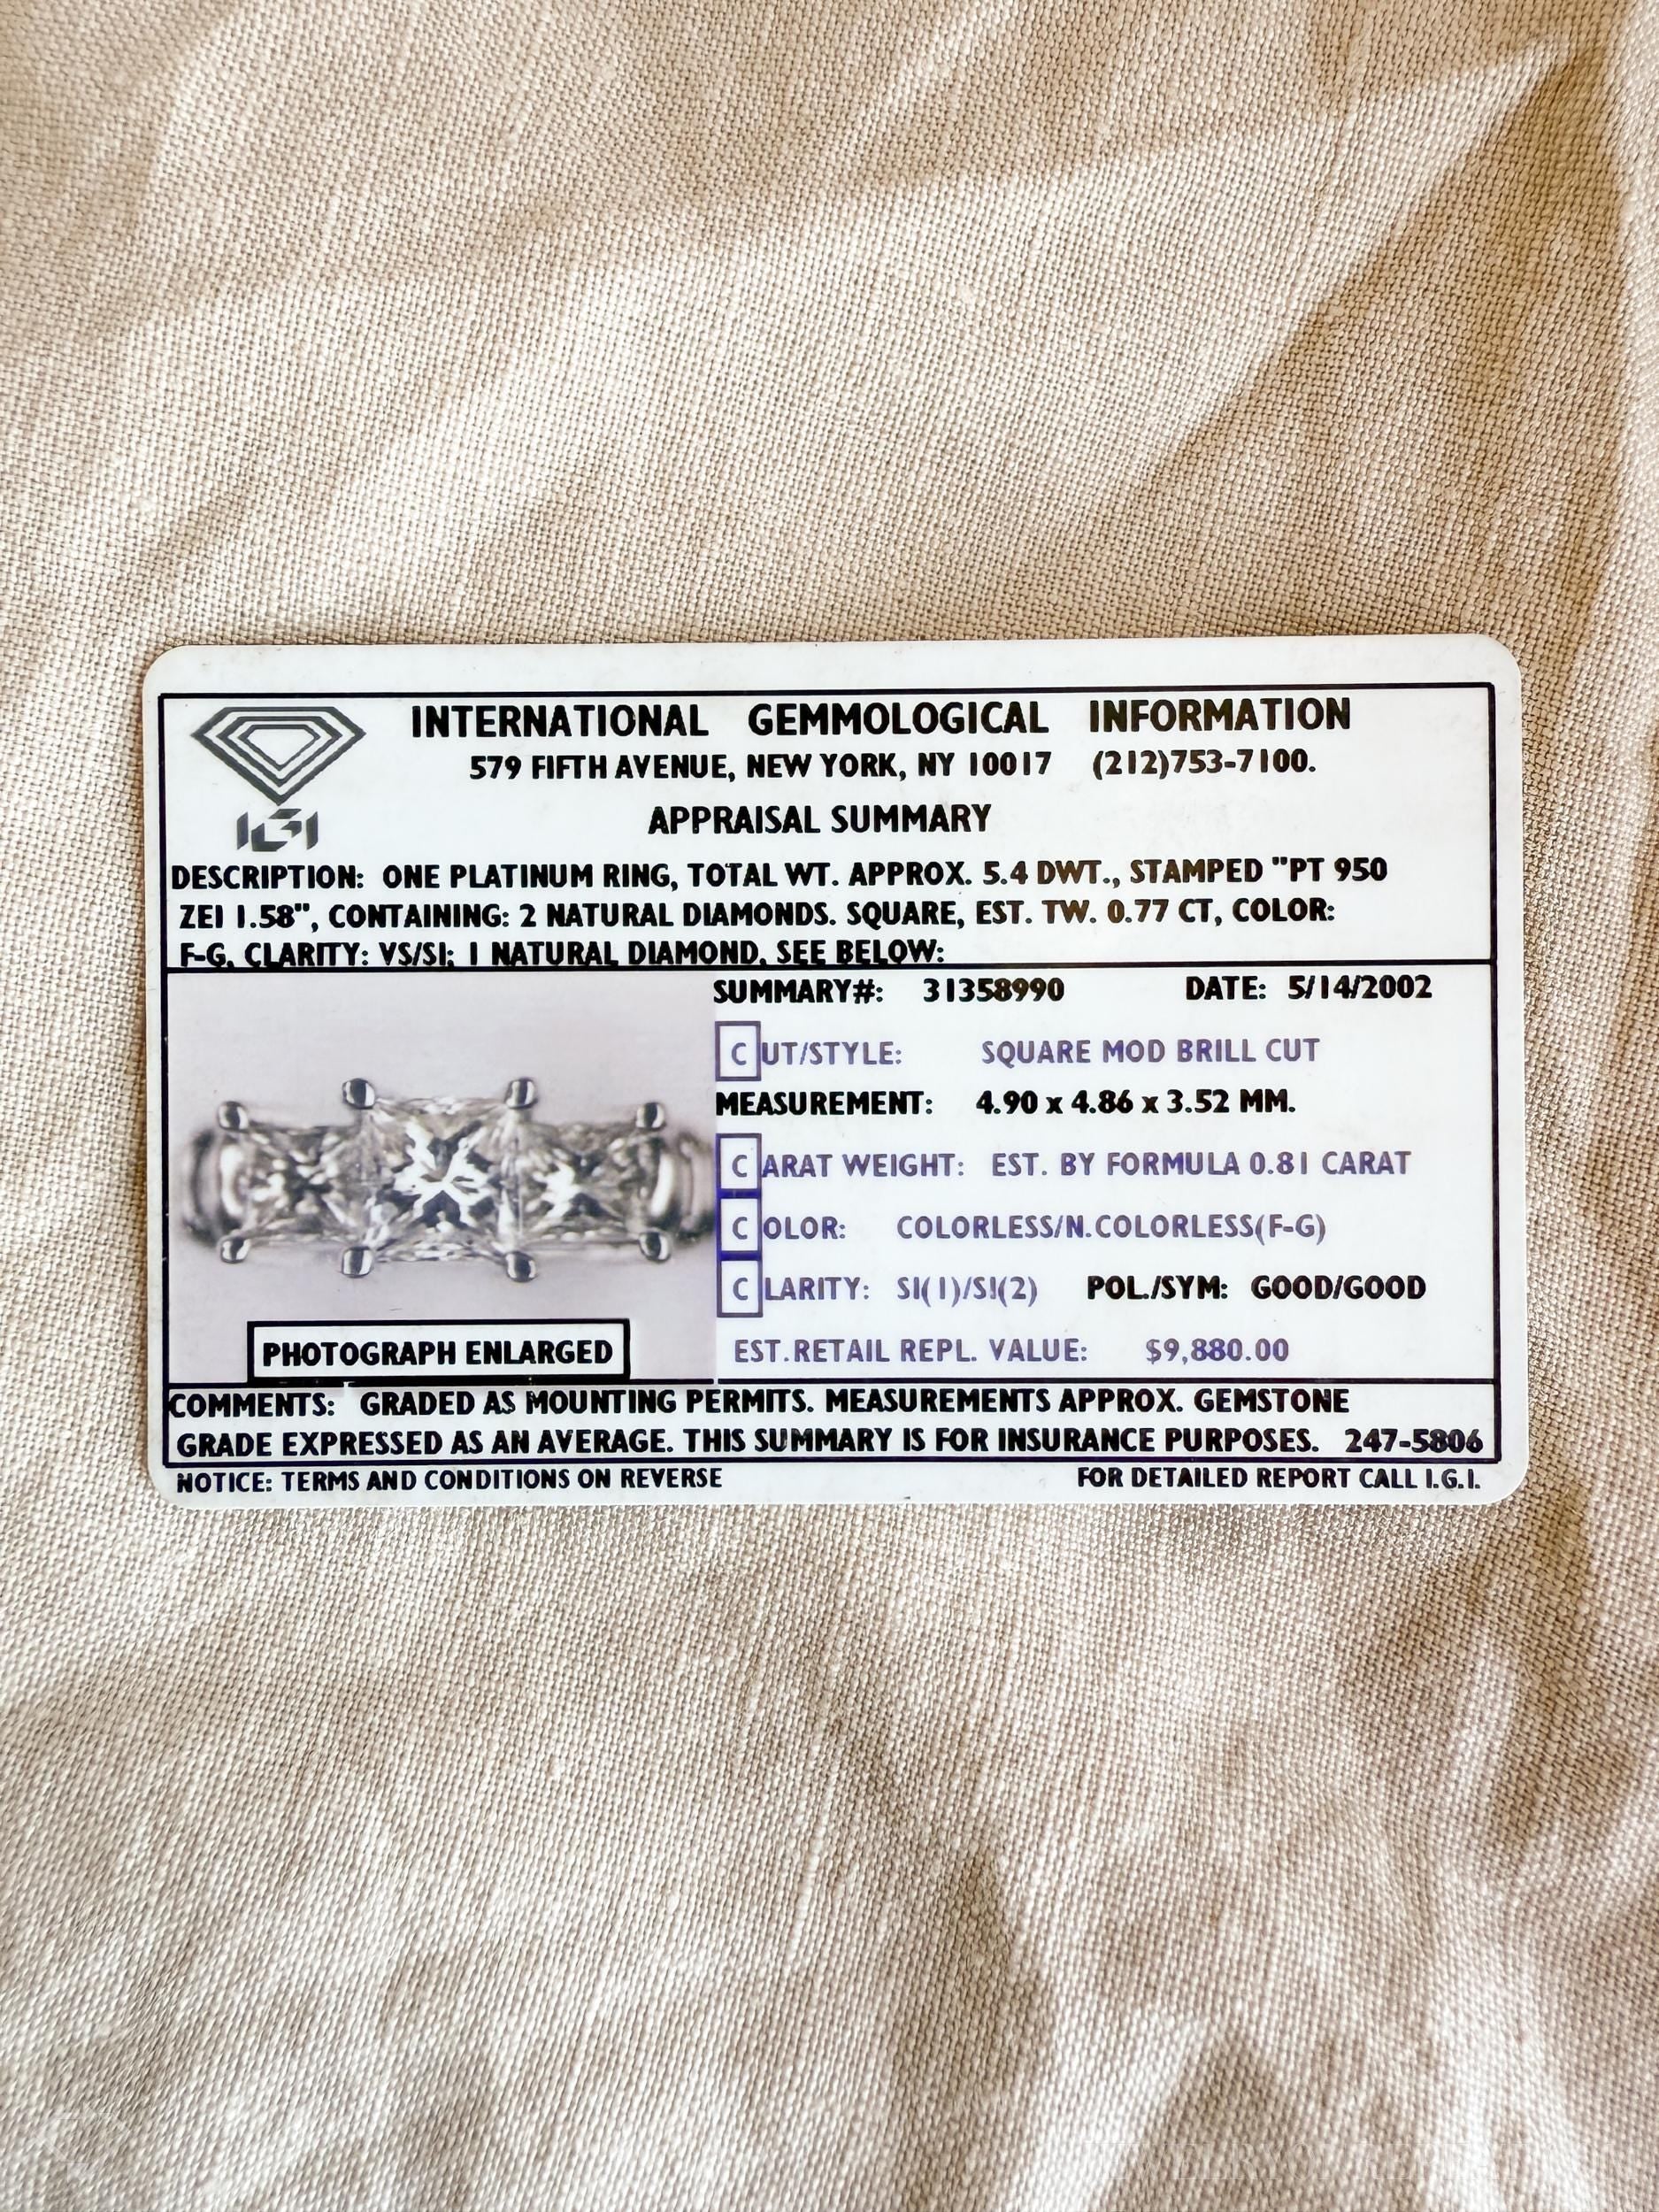 INTERNATIONAL GEMMOLOGICAL INFORMATION
579 FIFTH AVENUE, NEW YORK, NY 10017 (212)753-7100.
IGI
APPRAISAL SUMMARY
DESCRIPTION: ONE PLATINUM RING, TOTAL WT. APPROX. 5.4 DWT., STAMPED "PT 950
ZEI 1.58", CONTAINING: 2 NATURAL DIAMONDS. SQUARE, EST. TW. 0.77 CT, COLOR:
F-G, CLARITY: VS/SI; 1 NATURAL DIAMOND, SEE BELOW:
SUMMARY#: 31358990 DATE: 5/14/2002
CUT/STYLE: SQUARE MOD BRILL CUT
MEASUREMENT: 4.90 x 4.86 x 3.52 MM.
CARAT WEIGHT: EST. BY FORMULA 0.81 CARAT
COLOR: COLORLESS/N.COLORLESS(F-G)
CLARITY: SI(1)/SI(2) POL./SYM: GOOD/GOOD
EST.RETAIL REPL. VALUE: $9,880.00
PHOTOGRAPH ENLARGED
COMMENTS: GRADED AS MOUNTING PERMITS. MEASUREMENTS APPROX. GEMSTONE
GRADE EXPRESSED AS AN AVERAGE. THIS SUMMARY IS FOR INSURANCE PURPOSES. 247-5806
NOTICE: TERMS AND CONDITIONS ON REVERSE FOR DETAILED REPORT CALL I.G.I.